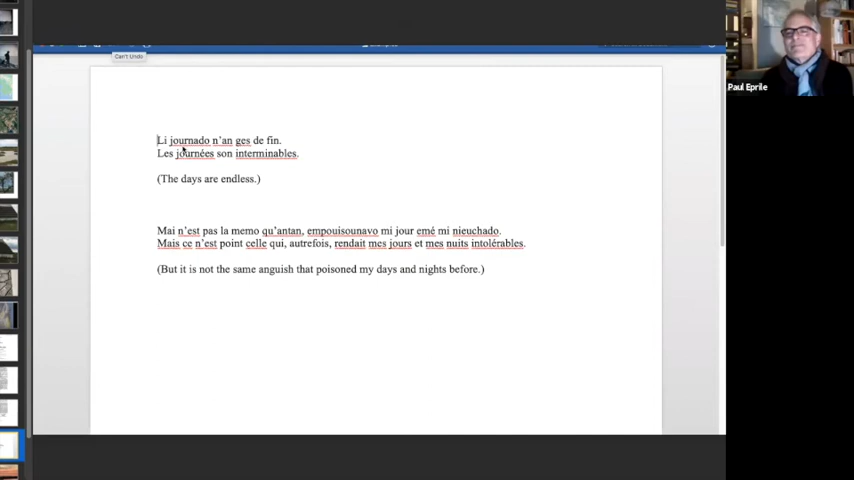 Can't Undo
Paul Eprile
Li journado n'an ges de fin.
Les journées son interminables.
(The days are endless.)
Mai n'est pas la memo qu'antan, empouisounavo mi jour emé mi nieuchado.
Mais ce n'est point celle qui, autrefois, rendait mes jours et mes nuits intolérables.
(But it is not the same anguish that poisoned my days and nights before.)